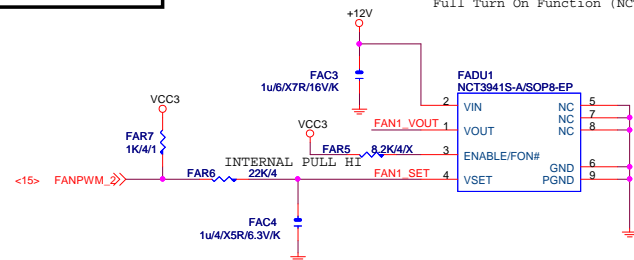 Full Turn On Function (NC
+12V
FAC3
1u/6/X7R/16V/K
FADU1
NCT3941S-A/SOP8-EP
VCC3
FAR7
1K/4/1
2 VIN NC 5
NC 7
FAN1_VOUT 1 VOUT NC 8
VCC3
FAR5 8.2K/4/X 3 ENABLE/FON#
INTERNAL PULL HI
GND 6
<15> FANPWM_2 FAR6 22K/4 FAN1_SET 4 VSET PGND 9
FAC4
1u/4/X5R/6.3V/K